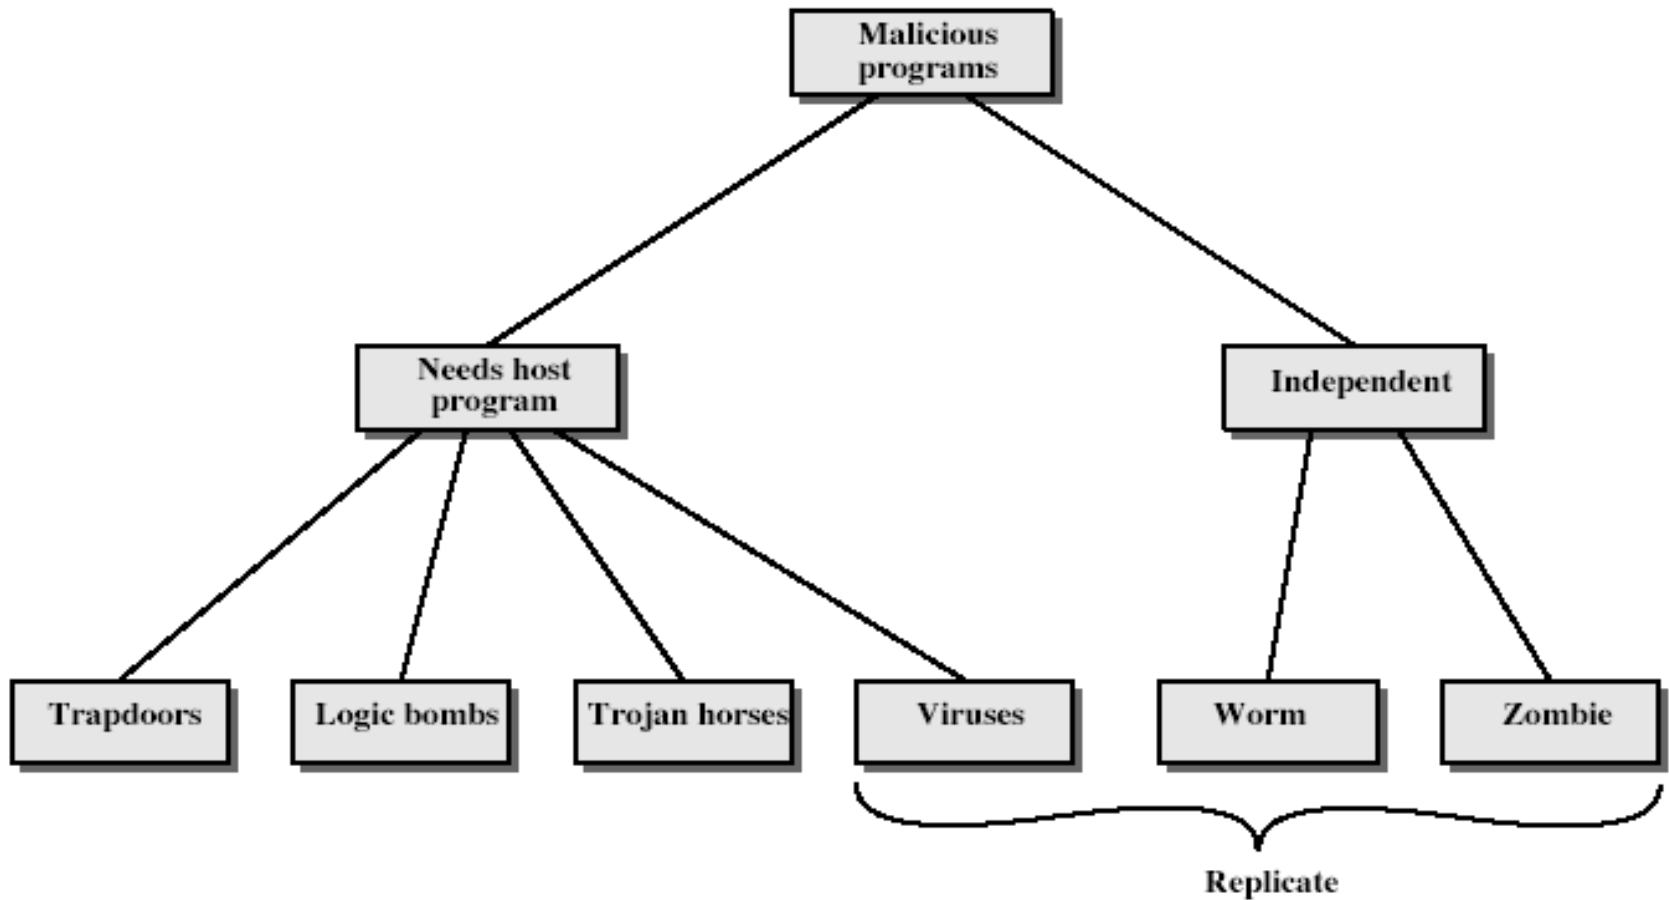 Malicious
programs
Needs host
program
Independent
Trapdoors
Logic bombs
Trojan horses
Viruses
Worm
Zombie
Replicate